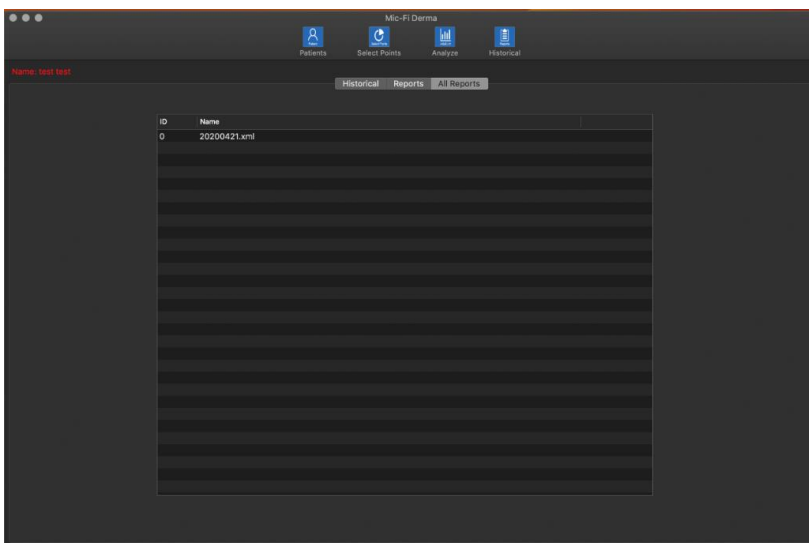 Mic-Fi Derma
Patients Select Points Analyze Historical
Name: test test
Historical Reports All Reports
ID Name
0 20200421.xml